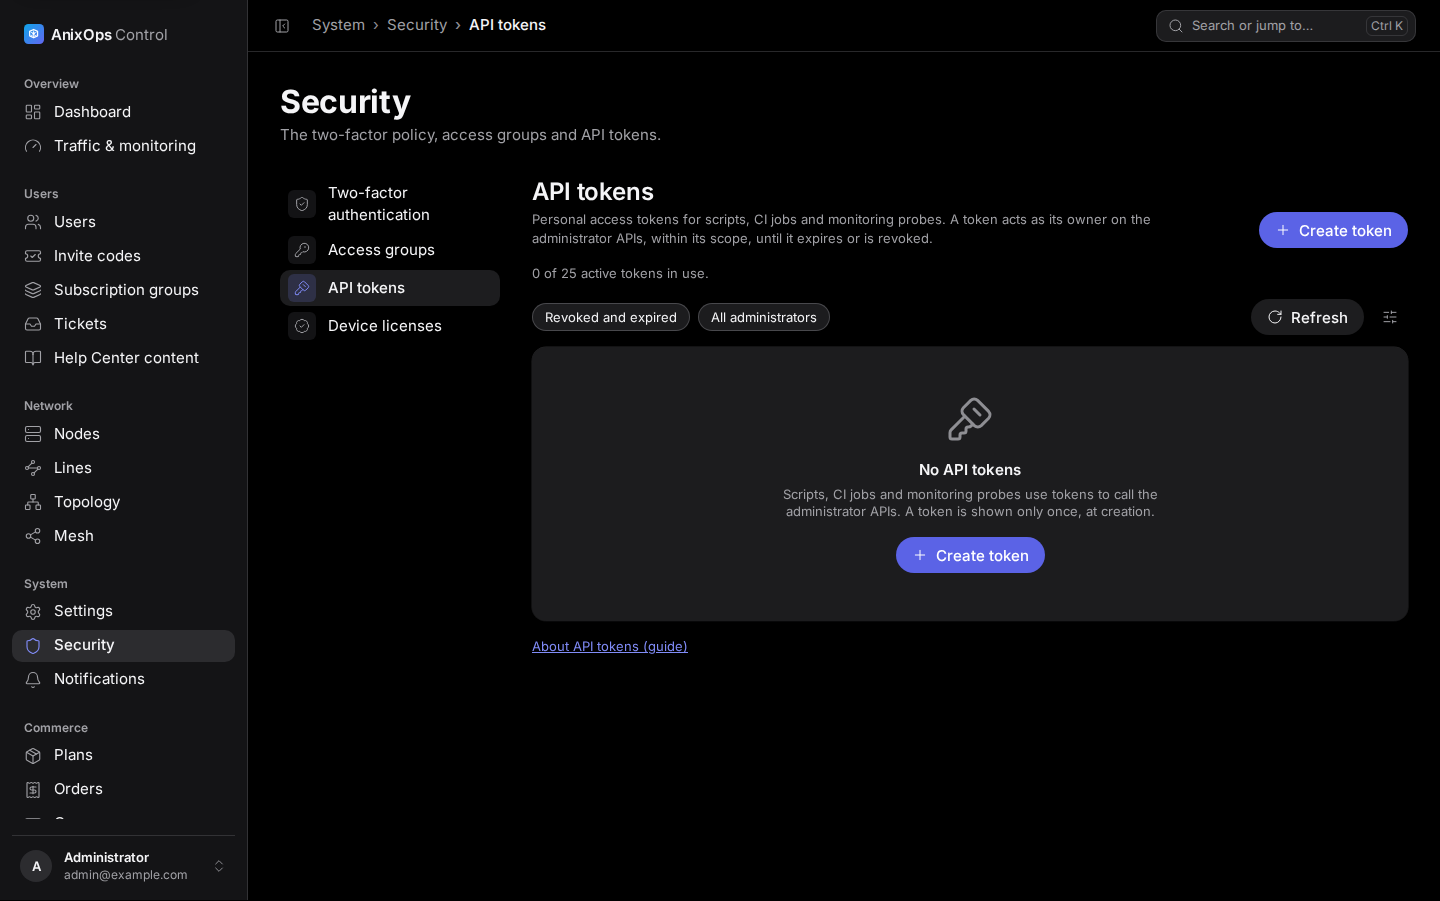 AnixOps Control
System › Security › API tokens
Search or jump to...
Ctrl K
Overview
Dashboard
Traffic & monitoring
Users
Users
Invite codes
Subscription groups
Tickets
Help Center content
Network
Nodes
Lines
Topology
Mesh
System
Settings
Security
Notifications
Commerce
Plans
Orders
A
Administrator
admin@example.com
Security
The two-factor policy, access groups and API tokens.
Two-factor
authentication
Access groups
API tokens
Device licenses
API tokens
Personal access tokens for scripts, CI jobs and monitoring probes. A token acts as its owner on the
administrator APIs, within its scope, until it expires or is revoked.
Create token
0 of 25 active tokens in use.
Revoked and expired
All administrators
Refresh
No API tokens
Scripts, CI jobs and monitoring probes use tokens to call the
administrator APIs. A token is shown only once, at creation.
Create token
About API tokens (guide)